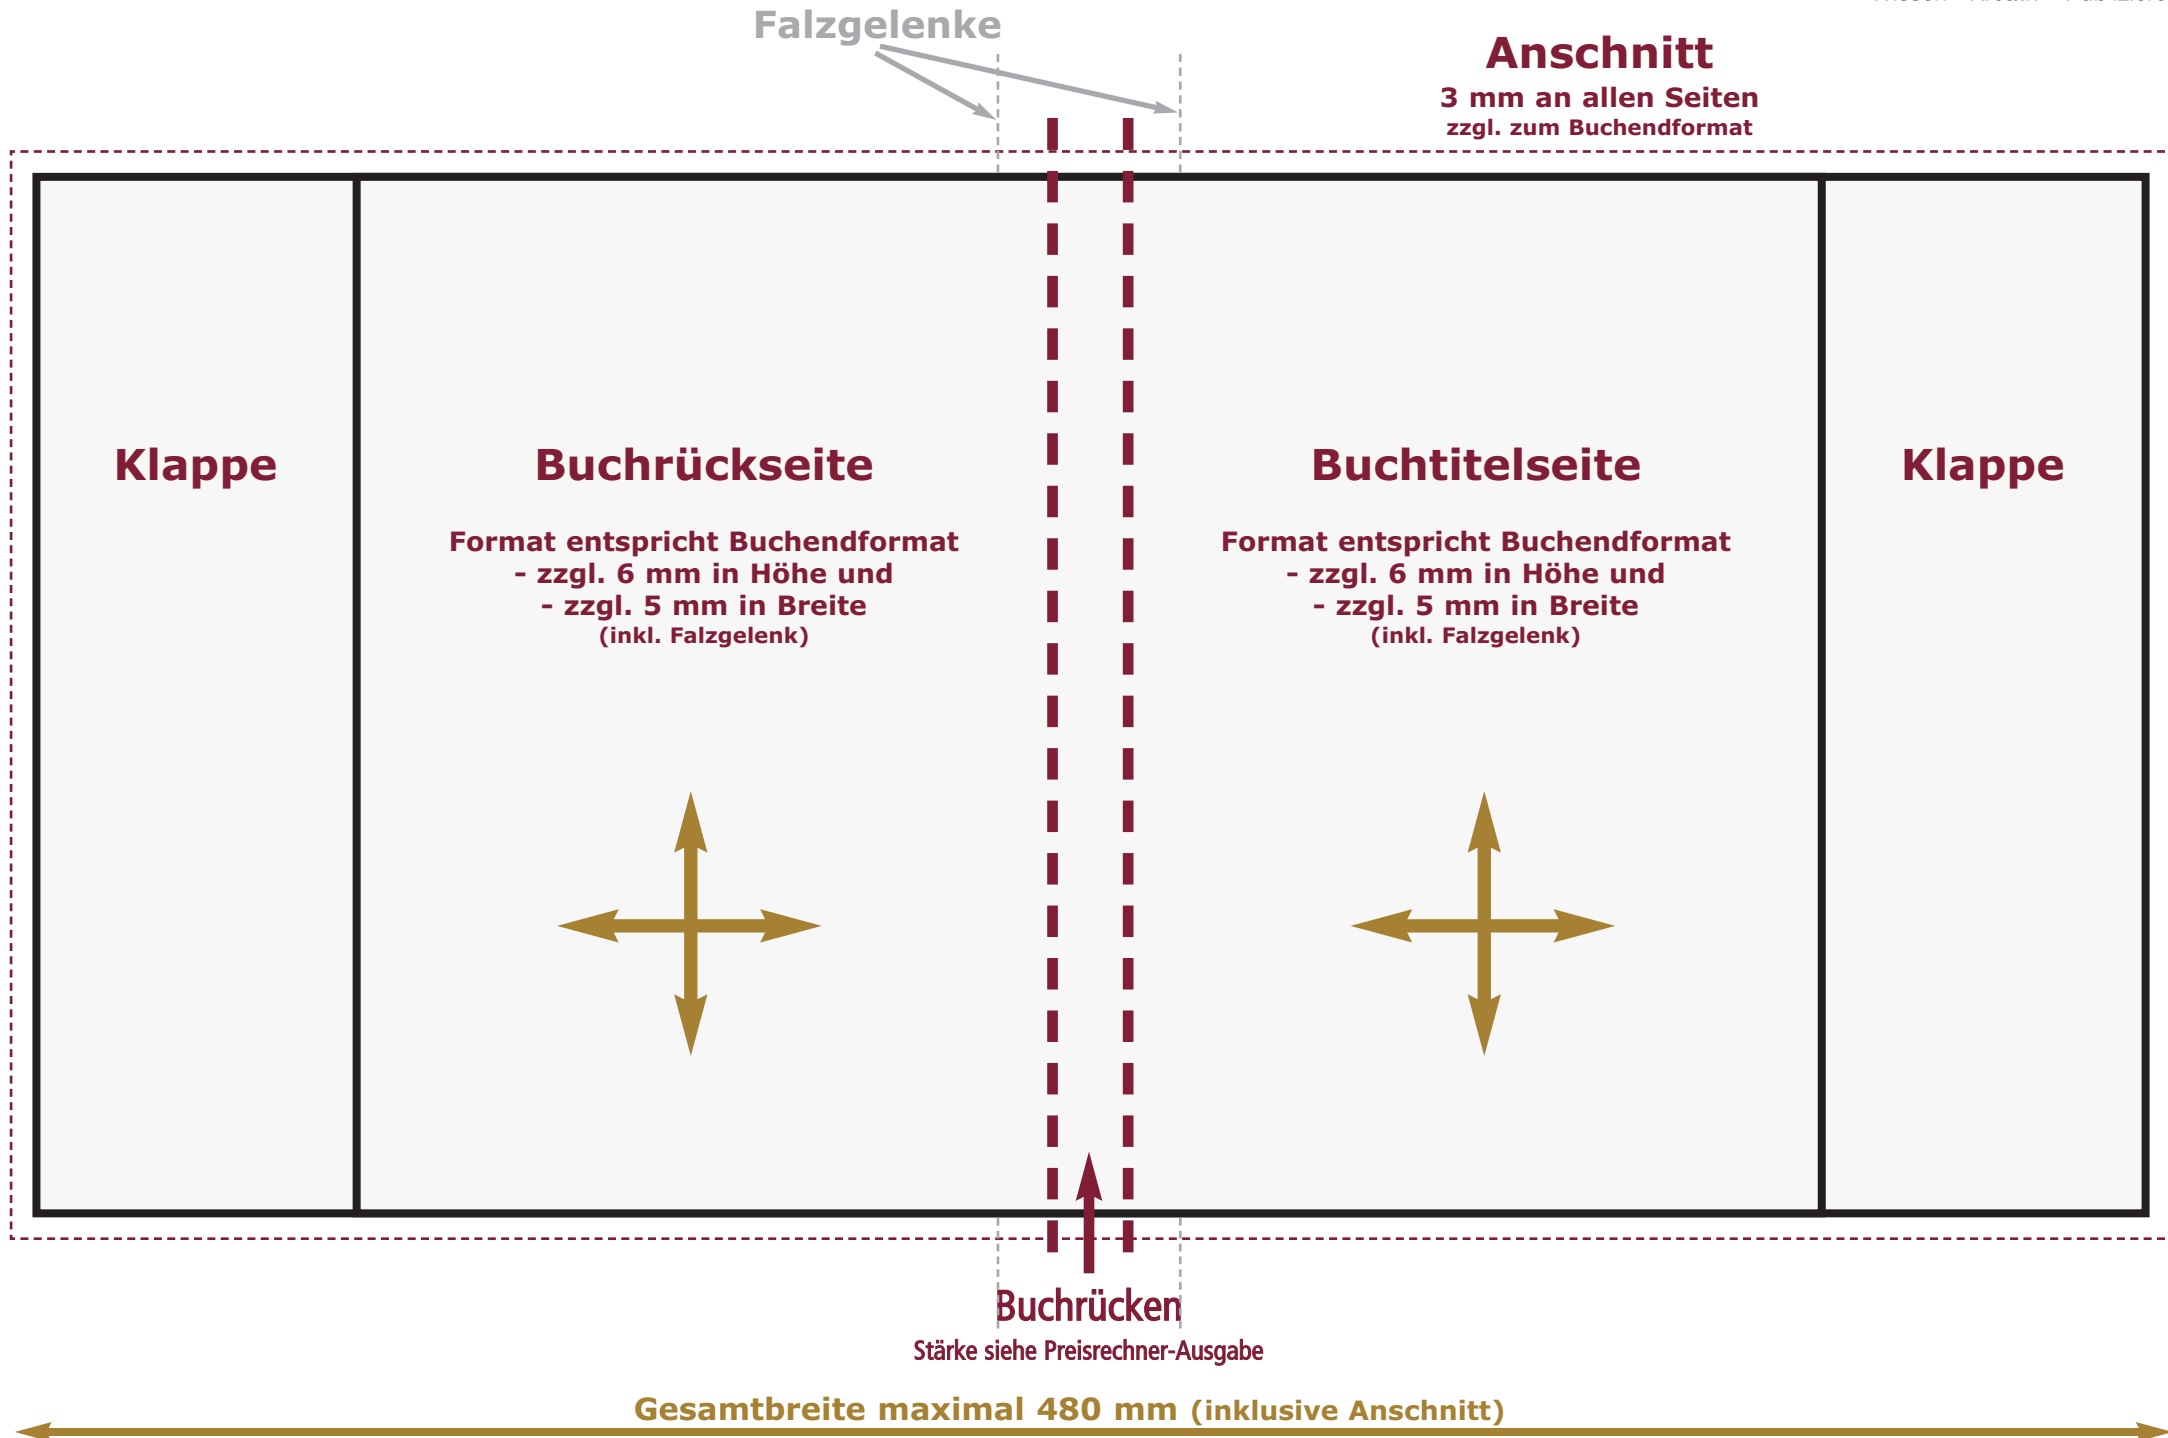 Falzgelenke
Anschnitt
3 mm an allen Seiten
zzgl. zum Buchendformat
Klappe
Buchrückseite
Format entspricht Buchendformat
- zzgl. 6 mm in Höhe und
- zzgl. 5 mm in Breite
(inkl. Falzgelenk)
Buchtitelseite
Format entspricht Buchendformat
- zzgl. 6 mm in Höhe und
- zzgl. 5 mm in Breite
(inkl. Falzgelenk)
Klappe
Buchrücken
Stärke siehe Preisrechner-Ausgabe
Gesamtbreite maximal 480 mm (inklusive Anschnitt)